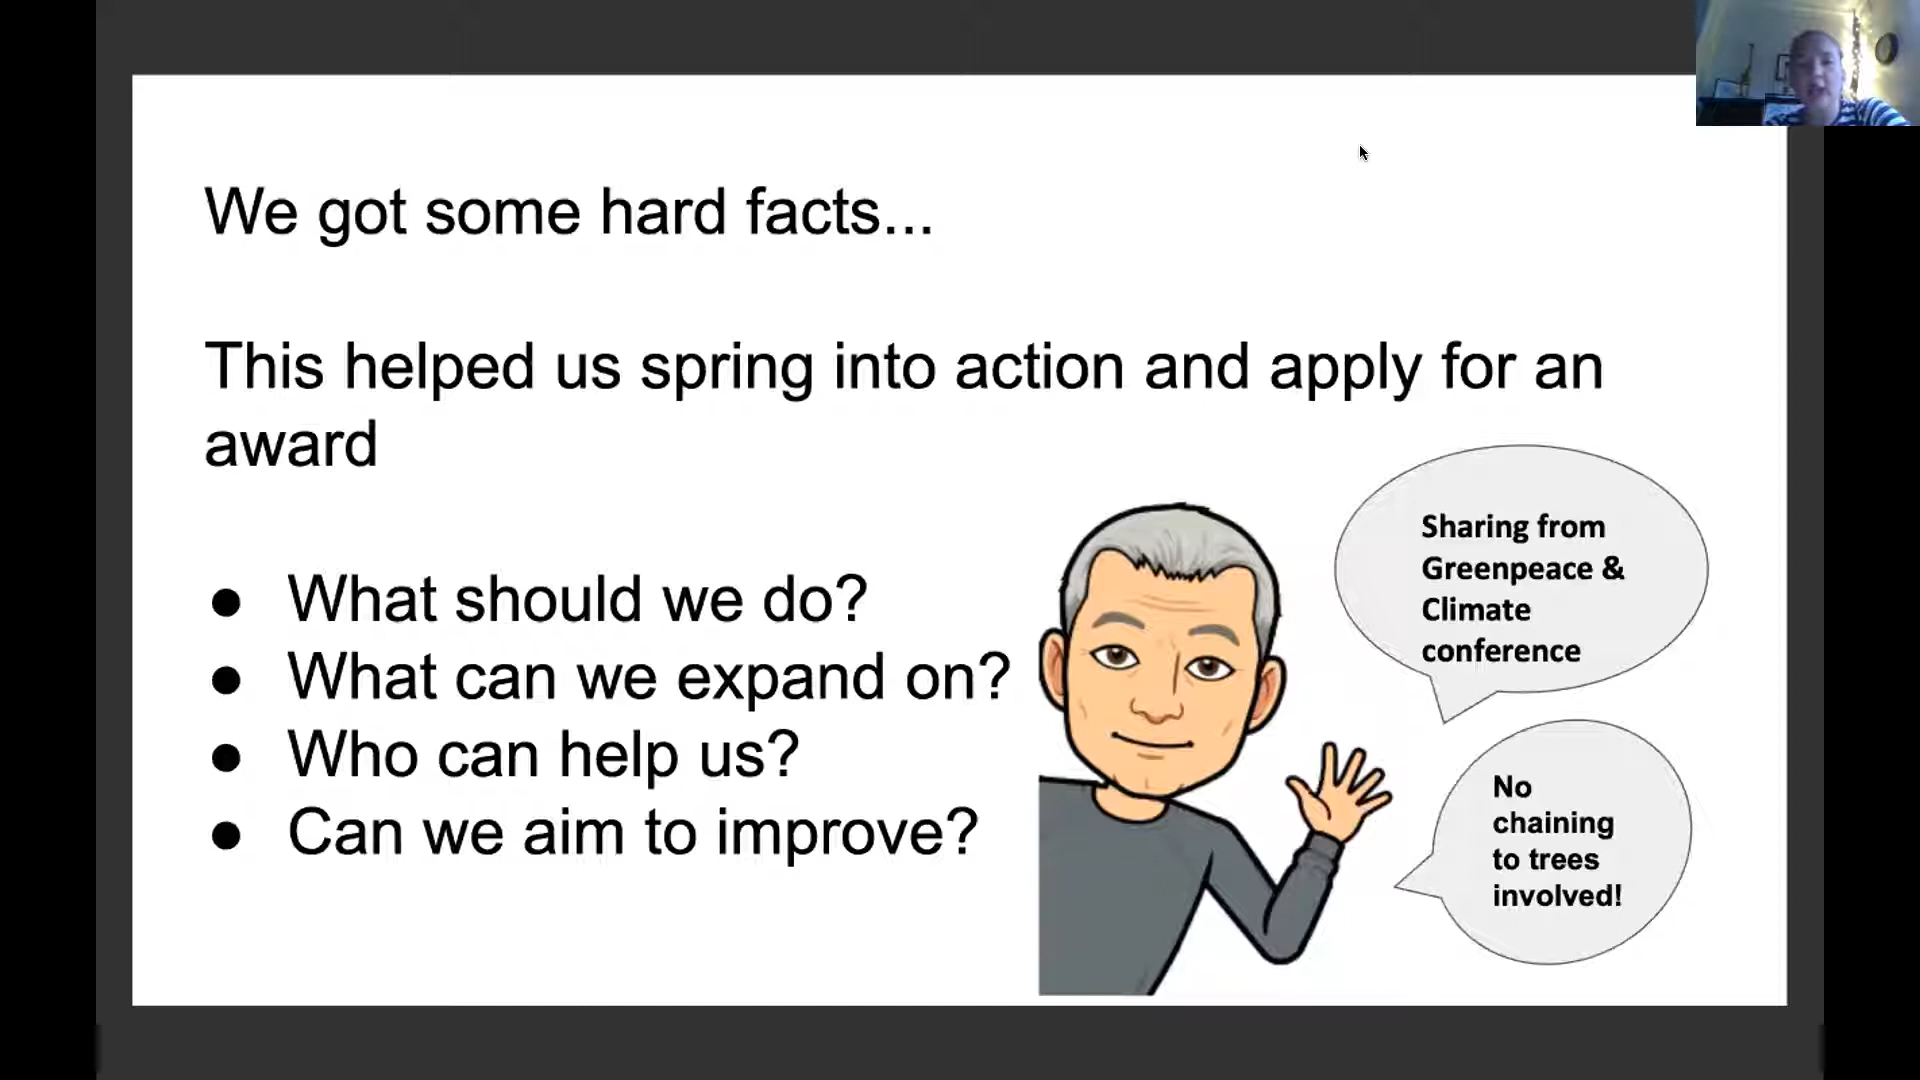 We got some hard facts...
This helped us spring into action and apply for an
award
● What should we do?
● What can we expand on?
● Who can help us?
● Can we aim to improve?
Sharing from
Greenpeace &
Climate
conference
No
chaining
to trees
involved!